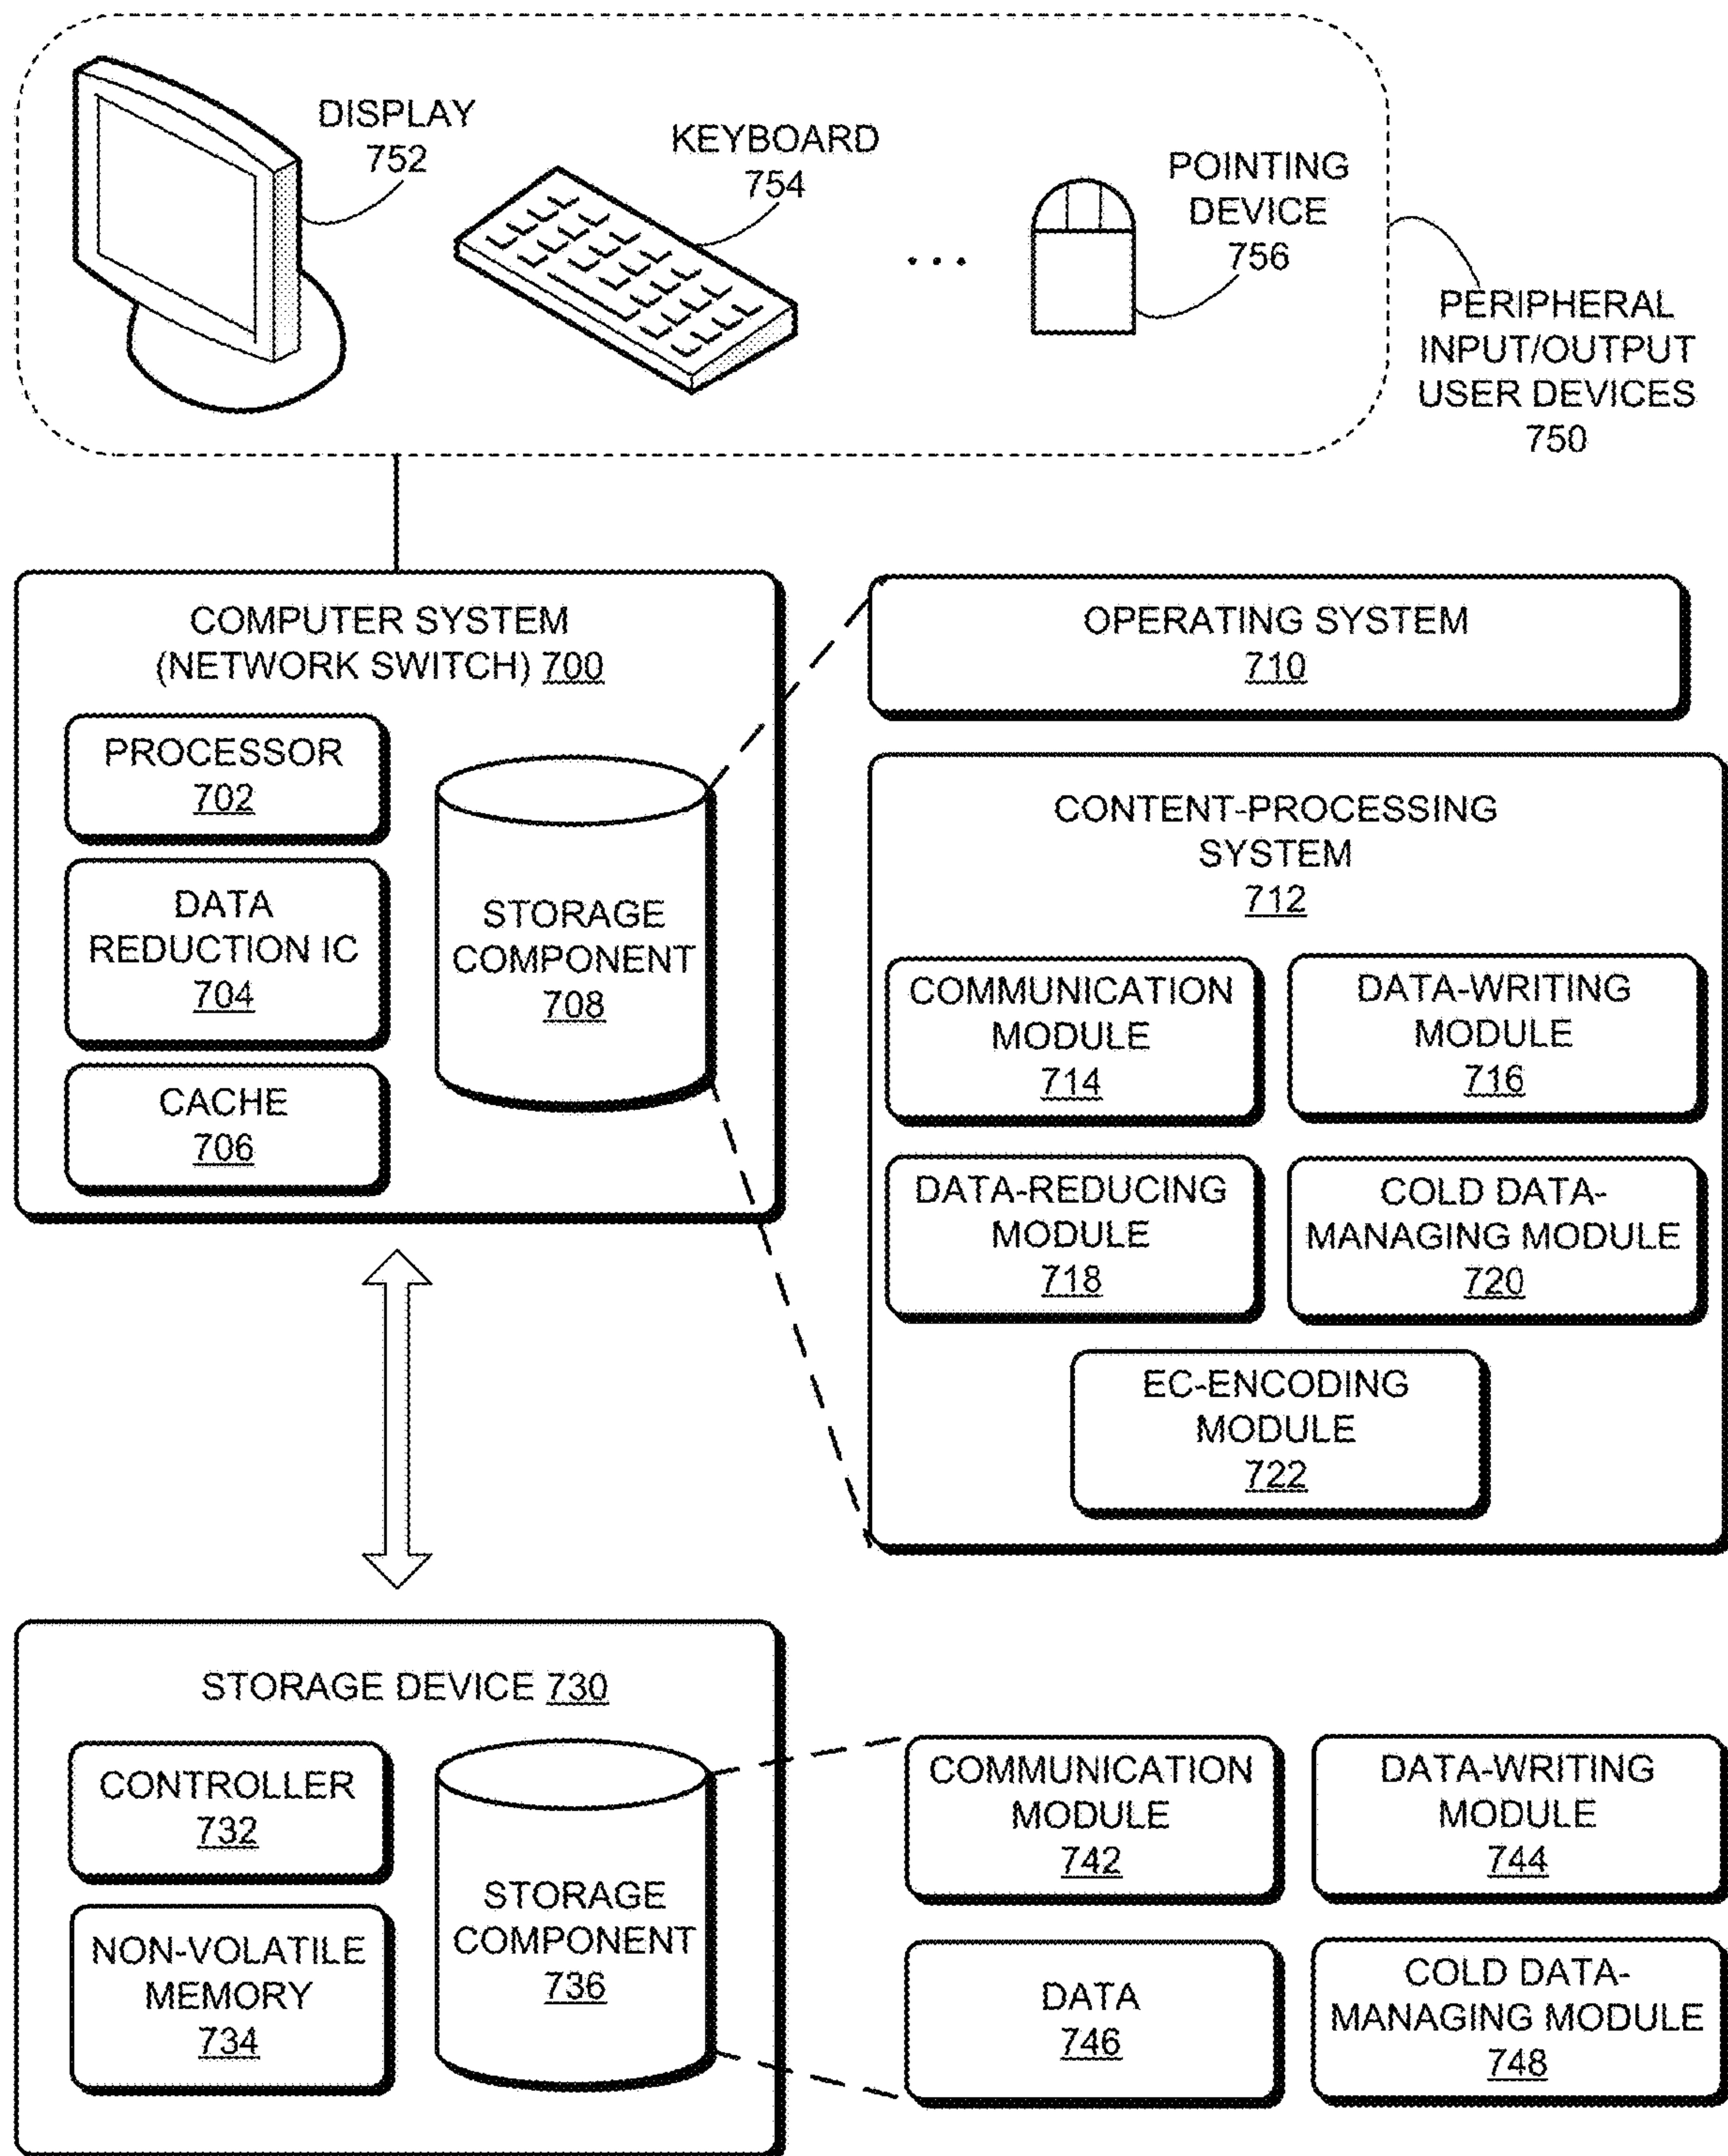 DISPLAY
752
KEYBOARD
754
...
POINTING
DEVICE
756
PERIPHERAL
INPUT/OUTPUT
USER DEVICES
750
COMPUTER SYSTEM
(NETWORK SWITCH) 700
PROCESSOR
702
DATA
REDUCTION IC
704
CACHE
706
STORAGE
COMPONENT
708
OPERATING SYSTEM
710
CONTENT-PROCESSING
SYSTEM
712
COMMUNICATION
MODULE
714
DATA-WRITING
MODULE
716
DATA-REDUCING
MODULE
718
COLD DATA-
MANAGING MODULE
720
EC-ENCODING
MODULE
722
STORAGE DEVICE 730
CONTROLLER
732
NON-VOLATILE
MEMORY
734
STORAGE
COMPONENT
736
COMMUNICATION
MODULE
742
DATA-WRITING
MODULE
744
DATA
746
COLD DATA-
MANAGING MODULE
748